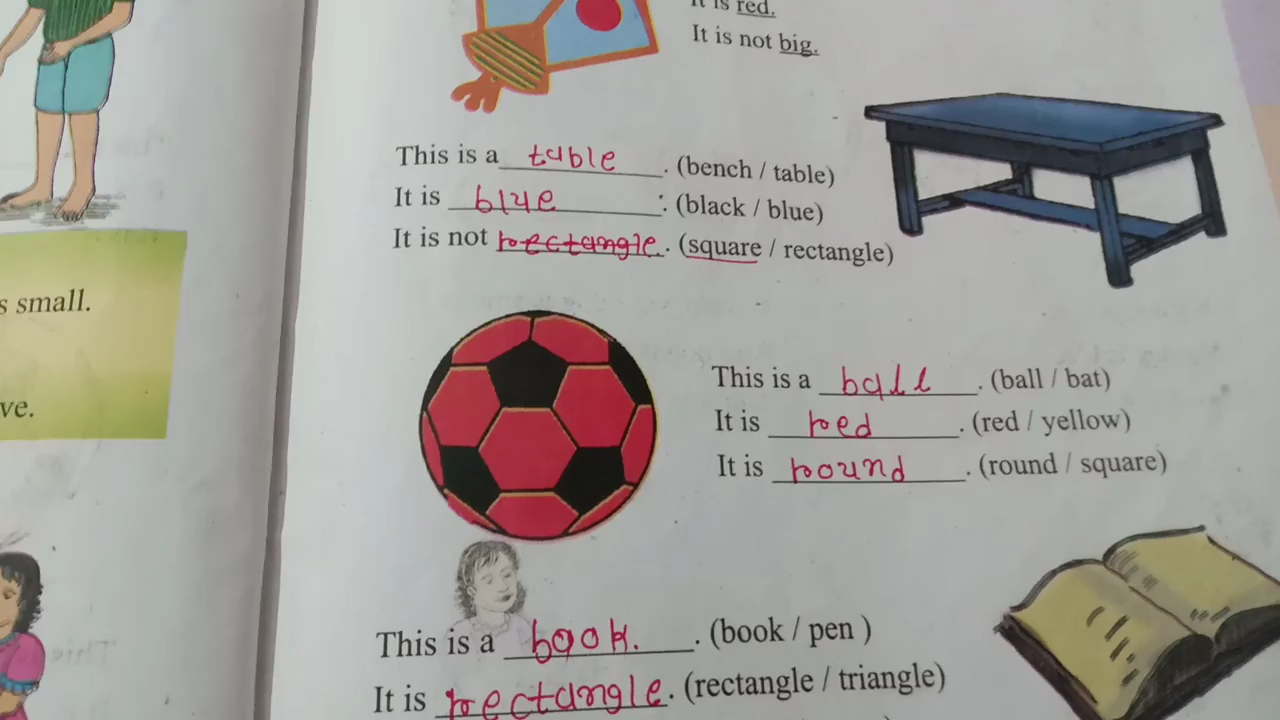 It is red.
It is not big.
This is a table. (bench / table)
It is blue. (black / blue)
It is not rectangle. (square / rectangle)
s small.
ve.
This is a ball. (ball / bat)
It is red. (red / yellow)
It is round. (round / square)
This is a book. (book / pen )
It is rectangle. (rectangle / triangle)